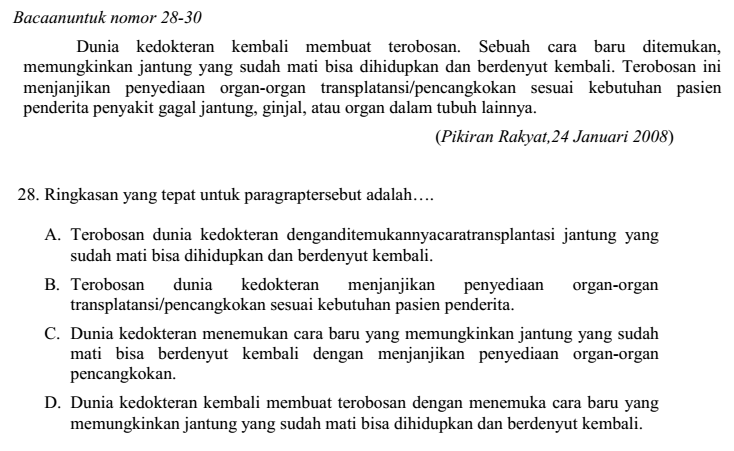 Bacaanuntuk nomor 28-30
Dunia kedokteran kembali membuat terobosan. Sebuah cara baru ditemukan,
memungkinkan jantung yang sudah mati bisa dihidupkan dan berdenyut kembali. Terobosan ini
menjanjikan penyediaan organ-organ transplatansi/pencangkokan sesuai kebutuhan pasien
penderita penyakit gagal jantung, ginjal, atau organ dalam tubuh lainnya.
(Pikiran Rakyat,24 Januari 2008)
28. Ringkasan yang tepat untuk paragraptersebut adalah….
A. Terobosan dunia kedokteran denganditemukannyacaratransplantasi jantung yang
sudah mati bisa dihidupkan dan berdenyut kembali.
B. Terobosan dunia kedokteran menjanjikan penyediaan organ-organ
transplatansi/pencangkokan sesuai kebutuhan pasien penderita.
C. Dunia kedokteran menemukan cara baru yang memungkinkan jantung yang sudah
mati bisa berdenyut kembali dengan menjanjikan penyediaan organ-organ
pencangkokan.
D. Dunia kedokteran kembali membuat terobosan dengan menemuka cara baru yang
memungkinkan jantung yang sudah mati bisa dihidupkan dan berdenyut kembali.